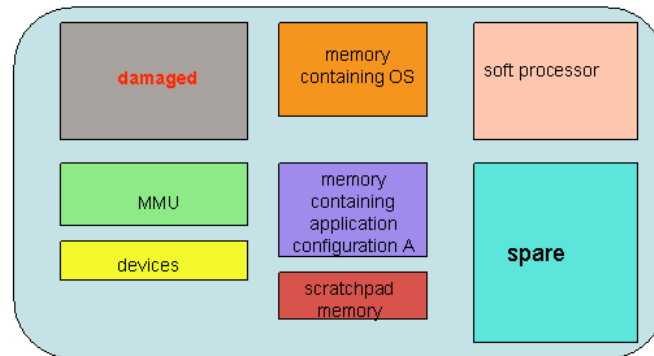 damaged
memory
containing OS
soft processor
MMU
memory
containing
application
configuration A
devices
spare
scratchpad
memory